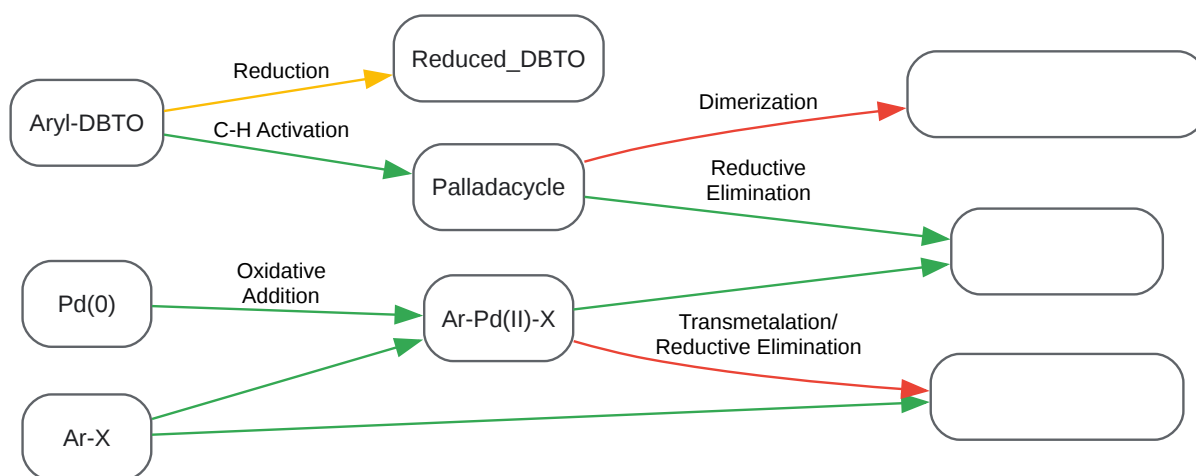 Reduced_DBTO
Reduction
Dimerization
Aryl-DBTO
C-H Activation
Palladacycle
Reductive
Elimination
Oxidative
Addition
Pd(0)
Ar-Pd(II)-X
Transmetalation/
Reductive Elimination
Ar-X